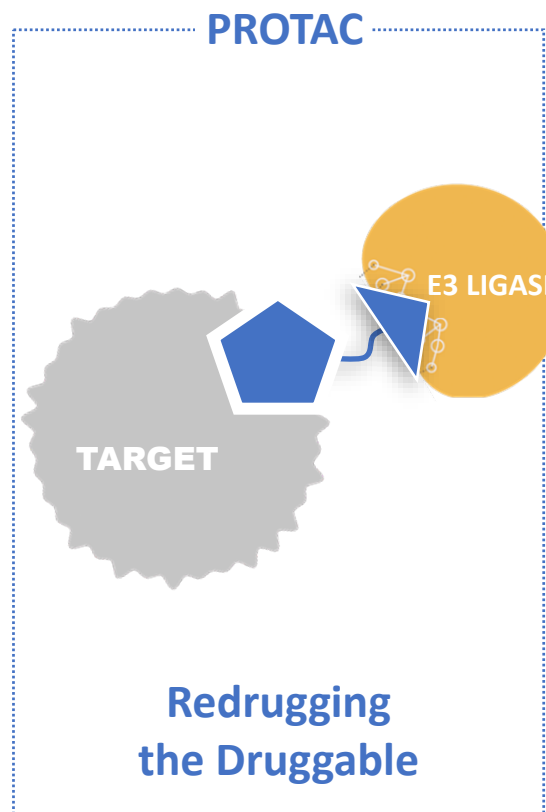 PROTAC
E3 LIGAS
TARGET
Redrugging
the Druggable